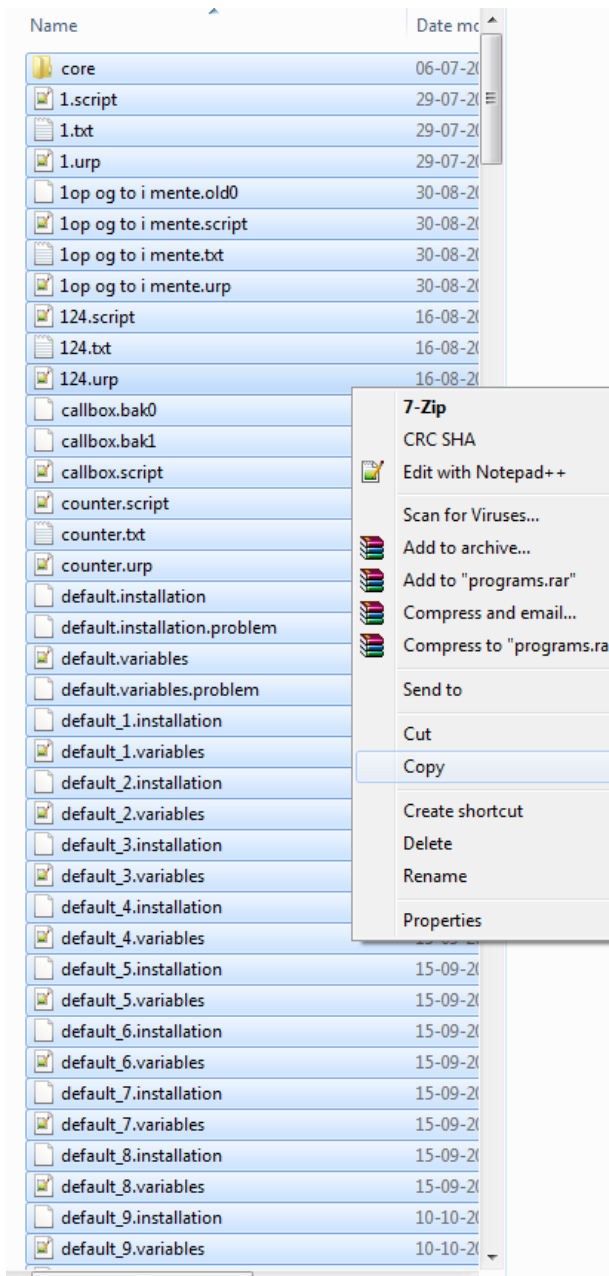 Name Date mo
core 06-07-20
1.script 29-07-20
1.txt 29-07-20
1.urp 29-07-20
1op og to i mente.old0 30-08-20
1op og to i mente.script 30-08-20
1op og to i mente.txt 30-08-20
1op og to i mente.urp 30-08-20
124.script 16-08-20
124.txt 16-08-20
124.urp 16-08-20
callbox.bak0
callbox.bak1
callbox.script
counter.script
counter.txt
counter.urp
default.installation
default.installation.problem
default.variables
default.variables.problem
default_1.installation
default_1.variables
default_2.installation
default_2.variables
default_3.installation
default_3.variables
default_4.installation
default_4.variables
default_5.installation 15-09-20
default_5.variables 15-09-20
default_6.installation 15-09-20
default_6.variables 15-09-20
default_7.installation 15-09-20
default_7.variables 15-09-20
default_8.installation 15-09-20
default_8.variables 15-09-20
default_9.installation 10-10-20
default_9.variables 10-10-20
7-Zip
CRC SHA
Edit with Notepad++
Scan for Viruses...
Add to archive...
Add to "programs.rar"
Compress and email...
Compress to "programs.ra
Send to
Cut
Copy
Create shortcut
Delete
Rename
Properties